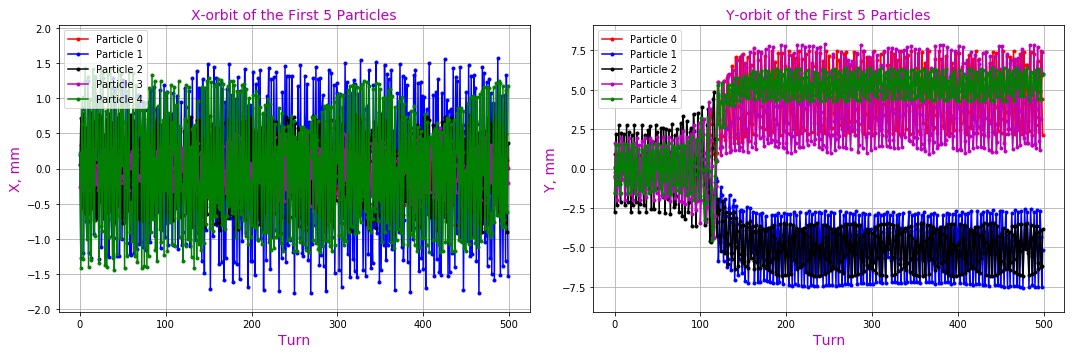 X-orbit of the First 5 Particles
X, mm
2.0
1.5
1.0
0.5
0.0
−0.5
−1.0
−1.5
−2.0
Particle 0
Particle 1
Particle 2
Particle 3
Particle 4
0
100
200
300
400
500
Turn
Y-orbit of the First 5 Particles
Y, mm
7.5
5.0
2.5
0.0
−2.5
−5.0
−7.5
Particle 0
Particle 1
Particle 2
Particle 3
Particle 4
0
100
200
300
400
500
Turn